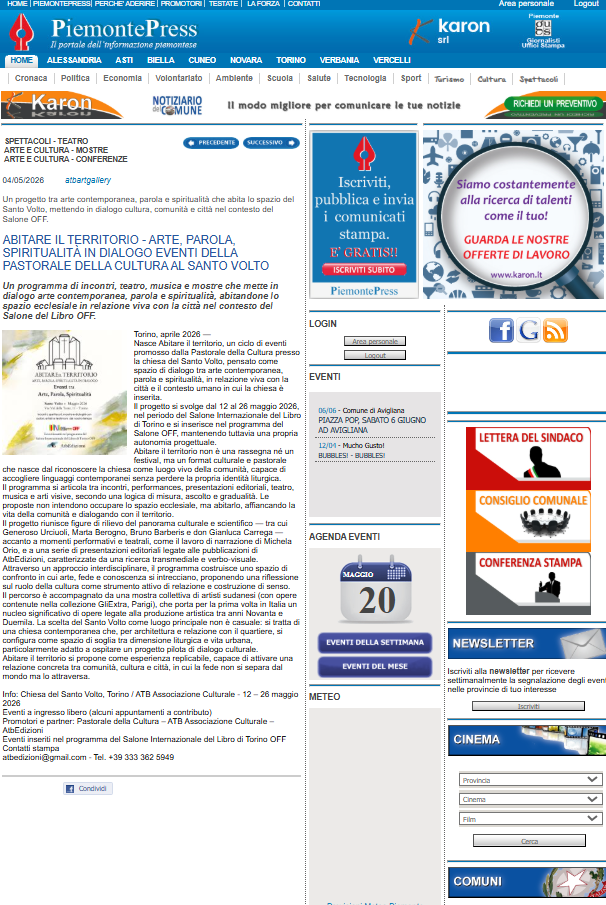 HOME | PIEMONTEPRESS | PERCHE' ADERIRE | PROMOTORI | TESTATE | LA FORZA | CONTATTI
Area personale Logout
PiemontePress
Il portale dell'informazione piemontese
karon
srl
Piemonte
GUS
Giornalisti
Uffici Stampa
HOME ALESSANDRIA ASTI BIELLA CUNEO NOVARA TORINO VERBANIA VERCELLI
Cronaca Politica Economia Volontariato Ambiente Scuola Salute Tecnologia Sport Turismo Cultura Spettacoli
Karon
NOTIZIARIO
del COMUNE
Il modo migliore per comunicare le tue notizie
RICHIEDI UN PREVENTIVO
SPETTACOLI - TEATRO
ARTE E CULTURA - MOSTRE
ARTE E CULTURA - CONFERENZE
PRECEDENTE SUCCESSIVO
04/05/2026 atbartgallery
Un progetto tra arte contemporanea, parola e spiritualità che abita lo spazio del
Santo Volto, mettendo in dialogo cultura, comunità e città nel contesto del
Salone OFF.
ABITARE IL TERRITORIO - ARTE, PAROLA,
SPIRITUALITÀ IN DIALOGO EVENTI DELLA
PASTORALE DELLA CULTURA AL SANTO VOLTO
Un programma di incontri, teatro, musica e mostre che mette in
dialogo arte contemporanea, parola e spiritualità, abitandone lo
spazio ecclesiale in relazione viva con la città nel contesto del
Salone del Libro OFF.
ABITARE IL TERRITORIO
Eventi tra
Arte, Parola, Spiritualità
AtbEdizioni
Torino, aprile 2026 —
Nasce Abitare il territorio, un ciclo di eventi
promosso dalla Pastorale della Cultura presso
la chiesa del Santo Volto, pensato come
spazio di dialogo tra arte contemporanea,
parola e spiritualità, in relazione viva con la
città e il contesto umano in cui la chiesa è
inserita.
Il progetto si svolge dal 12 al 26 maggio 2026,
nel periodo del Salone Internazionale del Libro
di Torino e si inserisce nel programma del
Salone OFF, mantenendo tuttavia una propria
autonomia progettuale.
Abitare il territorio non è una rassegna né un
festival, ma un format culturale e pastorale
che nasce dal riconoscere la chiesa come luogo vivo della comunità, capace di
accogliere linguaggi contemporanei senza perdere la propria identità liturgica.
Il programma si articola tra incontri, performances, presentazioni editoriali, teatro,
musica e arti visive, secondo una logica di misura, ascolto e gradualità. Le
proposte non intendono occupare lo spazio ecclesiale, ma abitarlo, affiancando la
vita della comunità e dialogando con il territorio.
Il progetto riunisce figure di rilievo del panorama culturale e scientifico — tra cui
Generoso Urciuoli, Marta Berogno, Bruno Barberis e don Gianluca Carrega —
accanto a momenti performativi e teatrali, come il lavoro di narrazione di Michela
Orio, e a una serie di presentazioni editoriali legate alle pubblicazioni di
AtbEdizioni, caratterizzate da una ricerca transmediale e verbo-visuale.
Attraverso un approccio interdisciplinare, il programma costruisce uno spazio di
confronto in cui arte, fede e conoscenza si intrecciano, proponendo una riflessione
sul ruolo della cultura come strumento attivo di relazione e costruzione di senso.
Il percorso è accompagnato da una mostra collettiva di artisti sudanesi (con opere
contenute nella collezione GliExtra, Parigi), che porta per la prima volta in Italia un
nucleo significativo di opere legate alla produzione artistica tra anni Novanta e
Duemila. La scelta del Santo Volto come luogo principale non è casuale: si tratta di
una chiesa contemporanea che, per architettura e relazione con il quartiere, si
configura come spazio di soglia tra dimensione liturgica e vita urbana,
particolarmente adatto a ospitare un progetto pilota di dialogo culturale.
Abitare il territorio si propone come esperienza replicabile, capace di attivare una
relazione concreta tra comunità, cultura e città, in cui la fede non si separa dal
mondo ma lo attraversa.
Info: Chiesa del Santo Volto, Torino / ATB Associazione Culturale - 12 – 26 maggio
2026
Eventi a ingresso libero (alcuni appuntamenti a contributo)
Promotori e partner: Pastorale della Cultura – ATB Associazione Culturale –
AtbEdizioni
Eventi inseriti nel programma del Salone Internazionale del Libro di Torino OFF
Contatti stampa
atbedizioni@gmail.com - Tel. +39 333 362 5949
Condividi
Iscriviti,
pubblica e invia
i comunicati
stampa.
E' GRATIS!!
ISCRIVITI SUBITO
PiemontePress
Siamo costantemente
alla ricerca di talenti
come il tuo!
GUARDA LE NOSTRE
OFFERTE DI LAVORO
www.karon.it
LOGIN
Area personale
Logout
EVENTI
06/06 - Comune di Avigliana
PIAZZA POP, SABATO 6 GIUGNO
AD AVIGLIANA
12/04 - Mucho Gusto!
BUBBLES! - BUBBLES!
AGENDA EVENTI
MAGGIO
20
EVENTI DELLA SETTIMANA
EVENTI DEL MESE
METEO
LETTERA DEL SINDACO
CONSIGLIO COMUNALE
CONFERENZA STAMPA
NEWSLETTER
Iscriviti alla newsletter per ricevere
settimanalmente la segnalazione degli event
nelle provincie di tuo interesse
Iscriviti
CINEMA
Provincia
Cinema
Film
Cerca
COMUNI